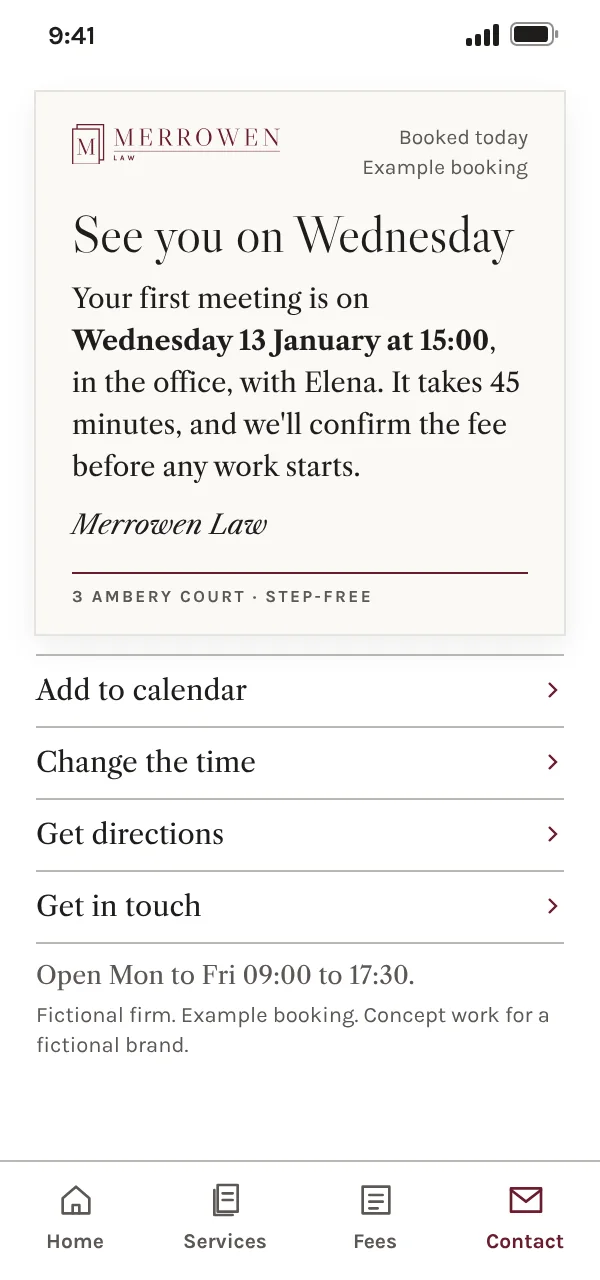 9:41
M MERROWEN
LAW
Booked today
Example booking
See you on Wednesday
Your first meeting is on
Wednesday 13 January at 15:00,
in the office, with Elena. It takes 45
minutes, and we'll confirm the fee
before any work starts.
Merrowen Law
3 AMBERY COURT · STEP-FREE
Add to calendar
Change the time
Get directions
Get in touch
Open Mon to Fri 09:00 to 17:30.
Fictional firm. Example booking. Concept work for a
fictional brand.
Home Services Fees Contact